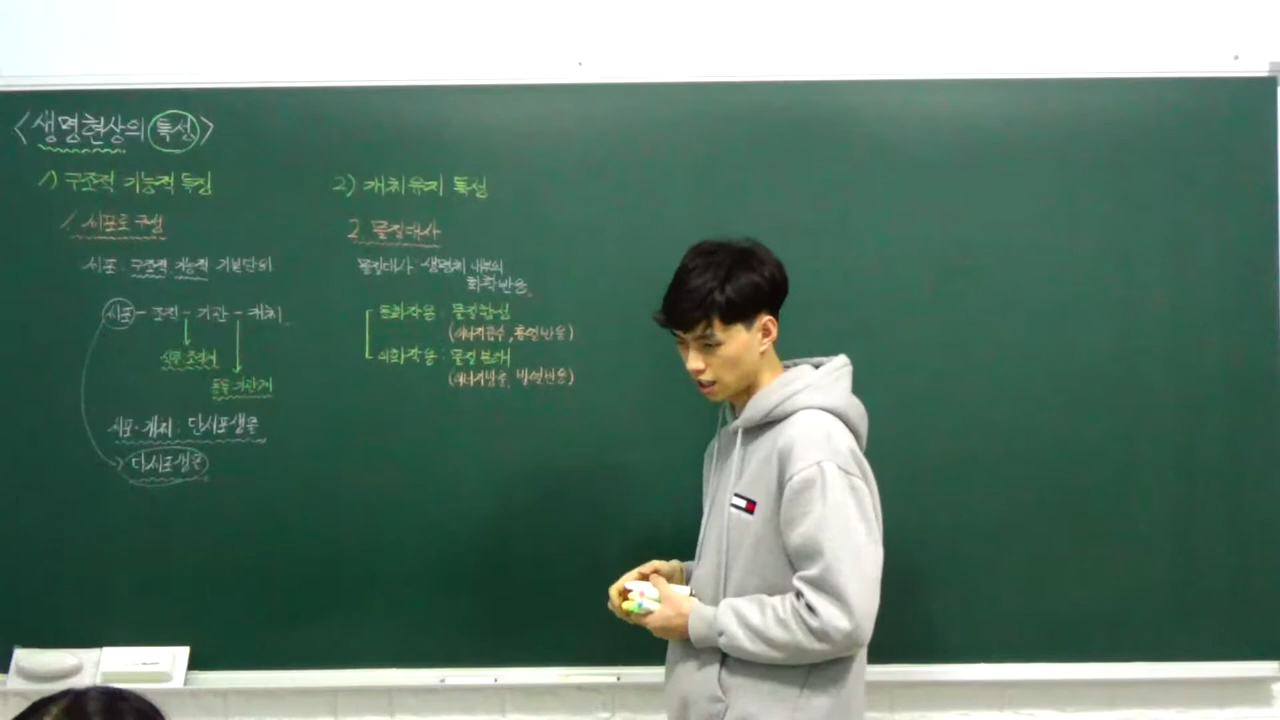 <생명현상의 특성>
1) 구조적 기능적 특징
1. 세포로 구성
세포 : 구조적 기능적 기본단위
세포 - 조직 - 기관 - 개체
식물 : 조직계
동물 : 기관계
세포 = 개체 : 단세포생물
다세포생물
2) 개체유지 특성
2. 물질대사
물질대사 : 생명체 내부의
화학반응.
동화작용 : 물질합성
(에너지흡수, 흡열반응)
이화작용 : 물질분해
(에너지방출, 발열반응)